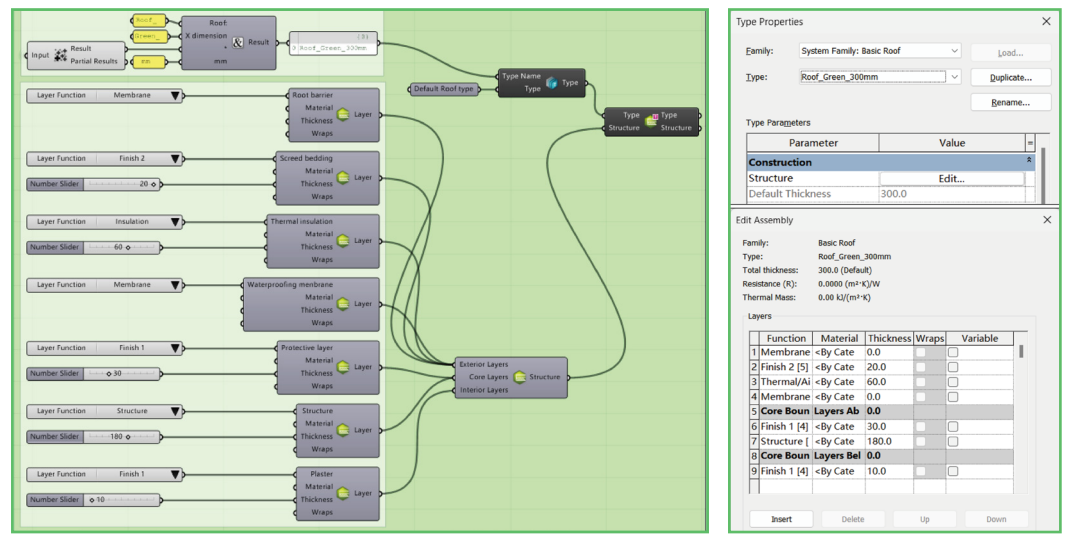 Roof_
Green_
Input
Result
Partial Results
mm
Roof:
X dimension
*
mm
&
Result
{0}
Roof_Green_300mm
Default Roof type
Type Name
Type
Type
Type
Structure
Type
Structure
Layer Function Membrane
Root barrier
Material
Thickness
Wraps
Layer
Layer Function Finish 2
Number Slider 20
Screed bedding
Material
Thickness
Wraps
Layer
Layer Function Insulation
Number Slider 60
Thermal insulation
Material
Thickness
Wraps
Layer
Layer Function Membrane
Waterproofing menbrane
Material
Thickness
Wraps
Layer
Layer Function Finish 1
Number Slider 30
Protective layer
Material
Thickness
Wraps
Layer
Layer Function Structure
Number Slider 180
Structure
Material
Thickness
Wraps
Layer
Layer Function Finish 1
Number Slider 10
Plaster
Material
Thickness
Wraps
Layer
Exterior Layers
Core Layers
Interior Layers
Structure
Type Properties
Family: System Family: Basic Roof Load...
Type: Roof_Green_300mm Duplicate...
Rename...
Type Parameters
Parameter Value =
Construction
Structure Edit...
Default Thickness 300.0
Edit Assembly
Family: Basic Roof
Type: Roof_Green_300mm
Total thickness: 300.0 (Default)
Resistance (R): 0.0000 (m²·K)/W
Thermal Mass: 0.00 kJ/(m²·K)
Layers
Function Material Thickness Wraps Variable
1 Membrane <By Cate 0.0
2 Finish 2 [5] <By Cate 20.0
3 Thermal/Ai <By Cate 60.0
4 Membrane <By Cate 0.0
5 Core Boun Layers Ab 0.0
6 Finish 1 [4] <By Cate 30.0
7 Structure [ <By Cate 180.0
8 Core Boun Layers Bel 0.0
9 Finish 1 [4] <By Cate 10.0
Insert Delete Up Down